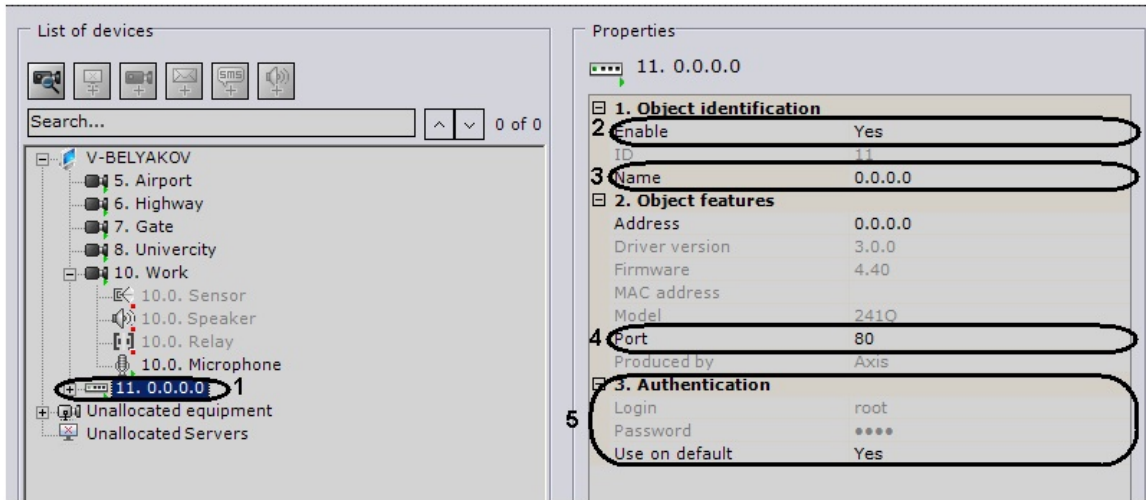 List of devices
sms
Search...
0 of 0
V-BELYAKOV
5. Airport
6. Highway
7. Gate
8. Univercity
10. Work
10.0. Sensor
10.0. Speaker
10.0. Relay
10.0. Microphone
11. 0.0.0.0 1
Unallocated equipment
Unallocated Servers
Properties
11. 0.0.0.0
1. Object identification
2 Enable Yes
ID 11
3 Name 0.0.0.0
2. Object features
Address 0.0.0.0
Driver version 3.0.0
Firmware 4.40
MAC address
Model 241Q
4 Port 80
Produced by Axis
3. Authentication
5
Login root
Password ••••
Use on default Yes